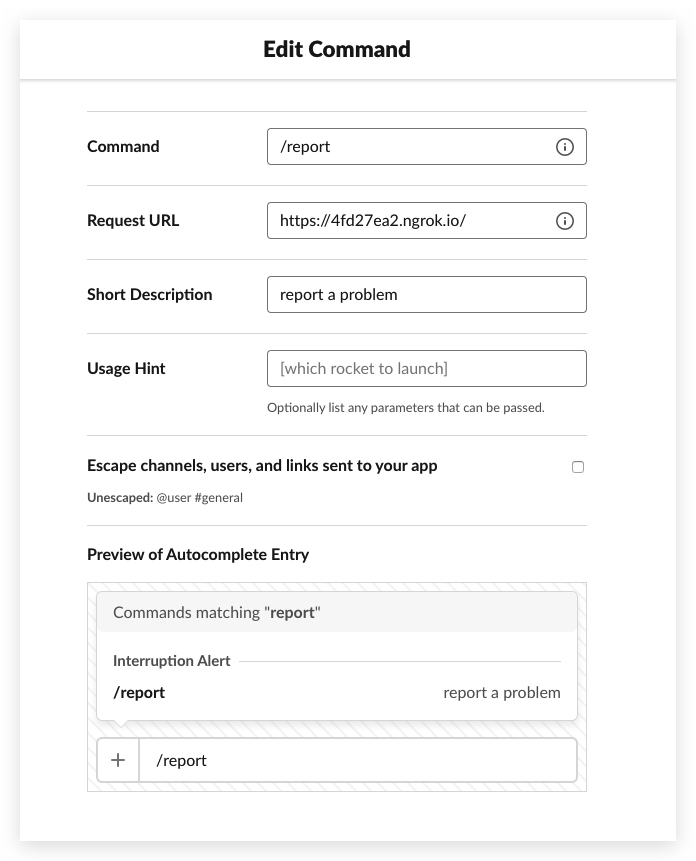 Edit Command
Command
/report
Request URL
https://4fd27ea2.ngrok.io/
Short Description
report a problem
Usage Hint
[which rocket to launch]
Optionally list any parameters that can be passed.
Escape channels, users, and links sent to your app
Unescaped: @user #general
Preview of Autocomplete Entry
Commands matching "report"
Interruption Alert
/report report a problem
+ /report